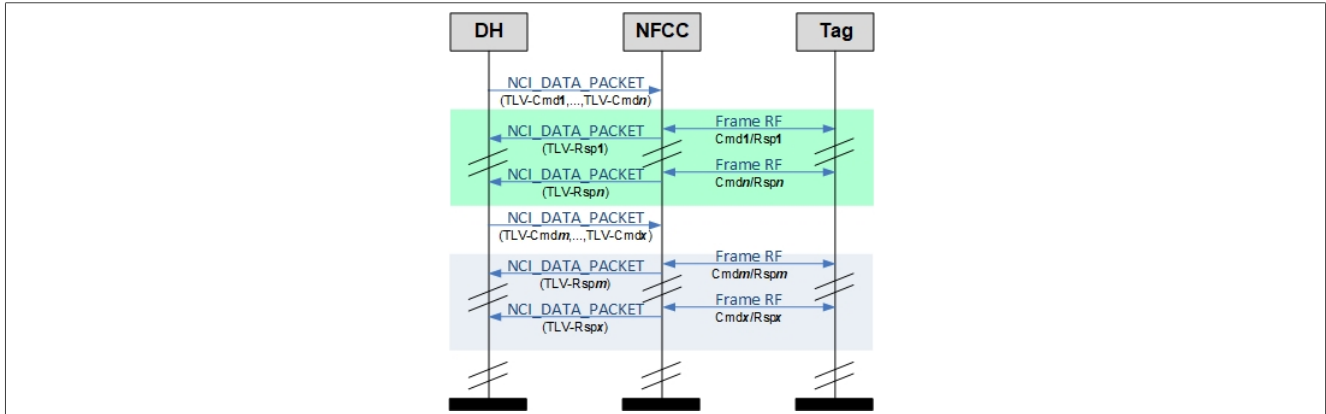 DH
NFCC
Tag
NCI_DATA_PACKET
(TLV-Cmd1,...,TLV-Cmdn)
Frame RF
NCI_DATA_PACKET
Cmd1/Rsp1
(TLV-Rsp1)
Frame RF
NCI_DATA_PACKET
Cmdn/Rspn
(TLV-Rspn)
NCI_DATA_PACKET
(TLV-Cmdm,...,TLV-Cmdx)
Frame RF
NCI_DATA_PACKET
Cmdm/Rspm
(TLV-Rspm)
Frame RF
NCI_DATA_PACKET
Cmdx/Rspx
(TLV-Rspx)